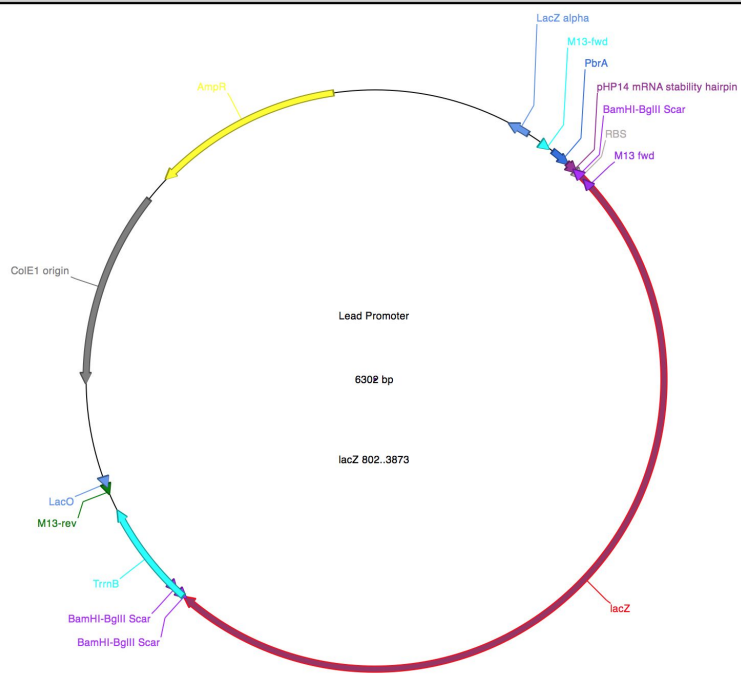 LacZ alpha
M13-fwd
PbrA
pHP14 mRNA stability hairpin
BamHI-BglII Scar
RBS
M13 fwd
AmpR
ColE1 origin
Lead Promoter
bp
lacZ 802..3873
LacO
M13-rev
TrrnB
BamHI-BglII Scar
BamHI-BglII Scar
lacZ